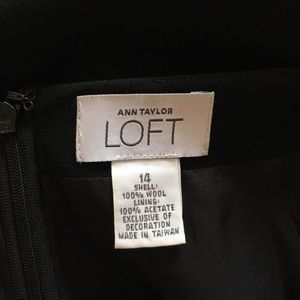 ANN TAYLOR
LOFT
14
SHELL:
100% WOOL
LINING:
100% ACETATE
EXCLUSIVE OF
DECORATION
MADE IN TAIWAN